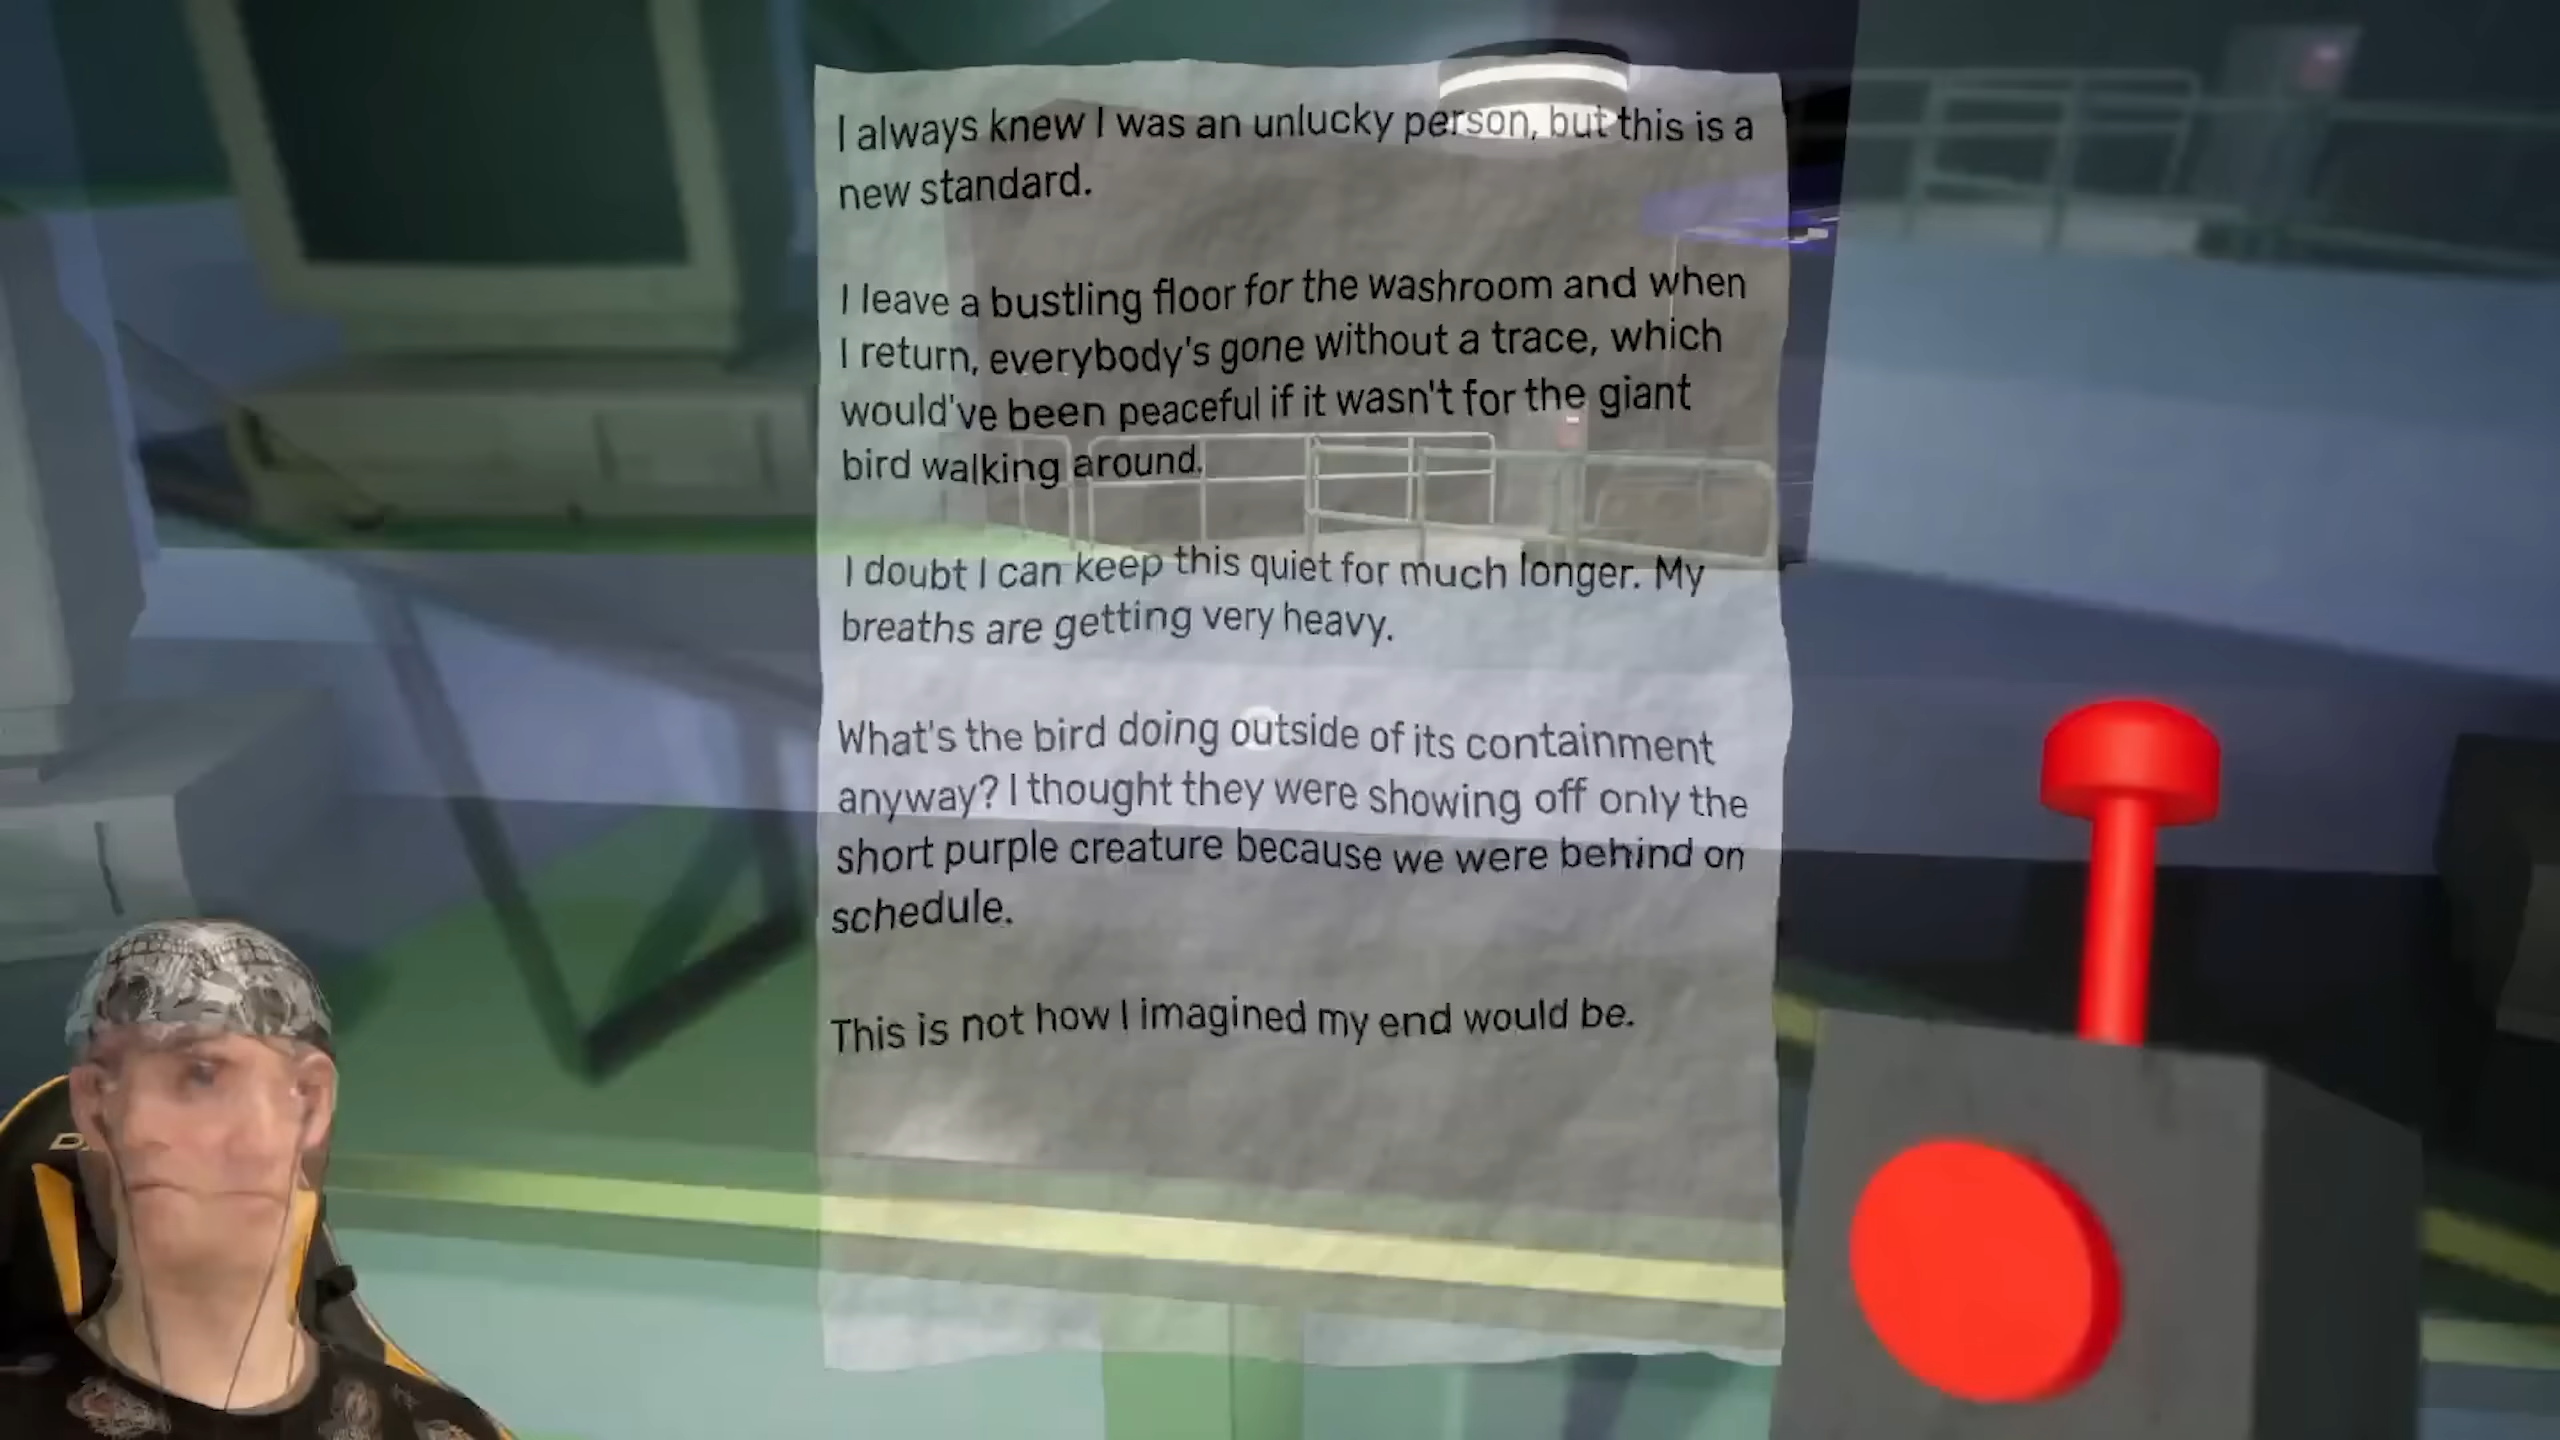 I always knew I was an unlucky person, but this is a
new standard.
I leave a bustling floor for the washroom and when
I return, everybody's gone without a trace, which
would've been peaceful if it wasn't for the giant
bird walking around.
I doubt I can keep this quiet for much longer. My
breaths are getting very heavy.
What's the bird doing outside of its containment
anyway? I thought they were showing off only the
short purple creature because we were behind on
schedule.
This is not how I imagined my end would be.